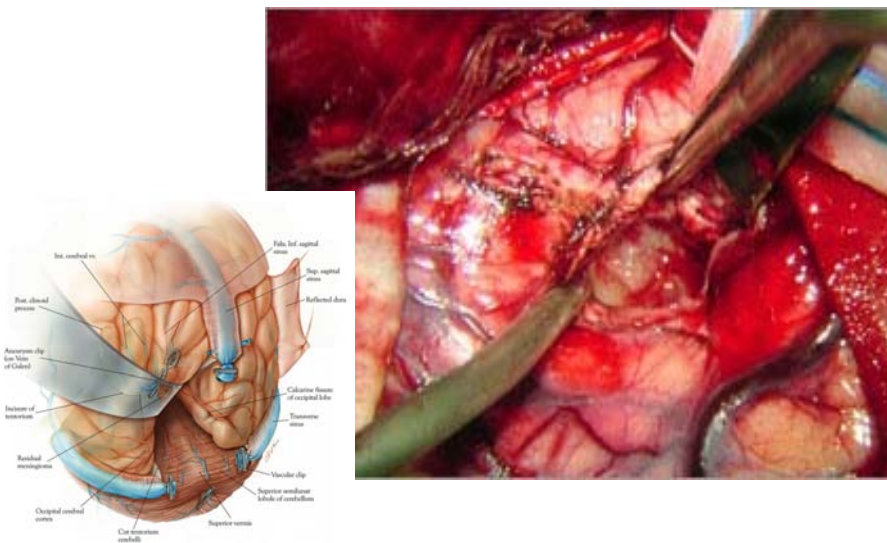 Int. cerebral vv.
Falx, Inf. sagittal
sinus
Sup. sagittal
sinus
Reflected dura
Post. clinoid
process
Aneurysm clip
(on Vein
of Galen)
Incisura of
tentorium
Residual
meningioma
Occipital cerebral
cortex
Cut tentorium
cerebelli
Superior vermis
Superior semilunar
lobule of cerebellum
Vascular clip
Transverse
sinus
Calcarine fissure
of occipital lobe